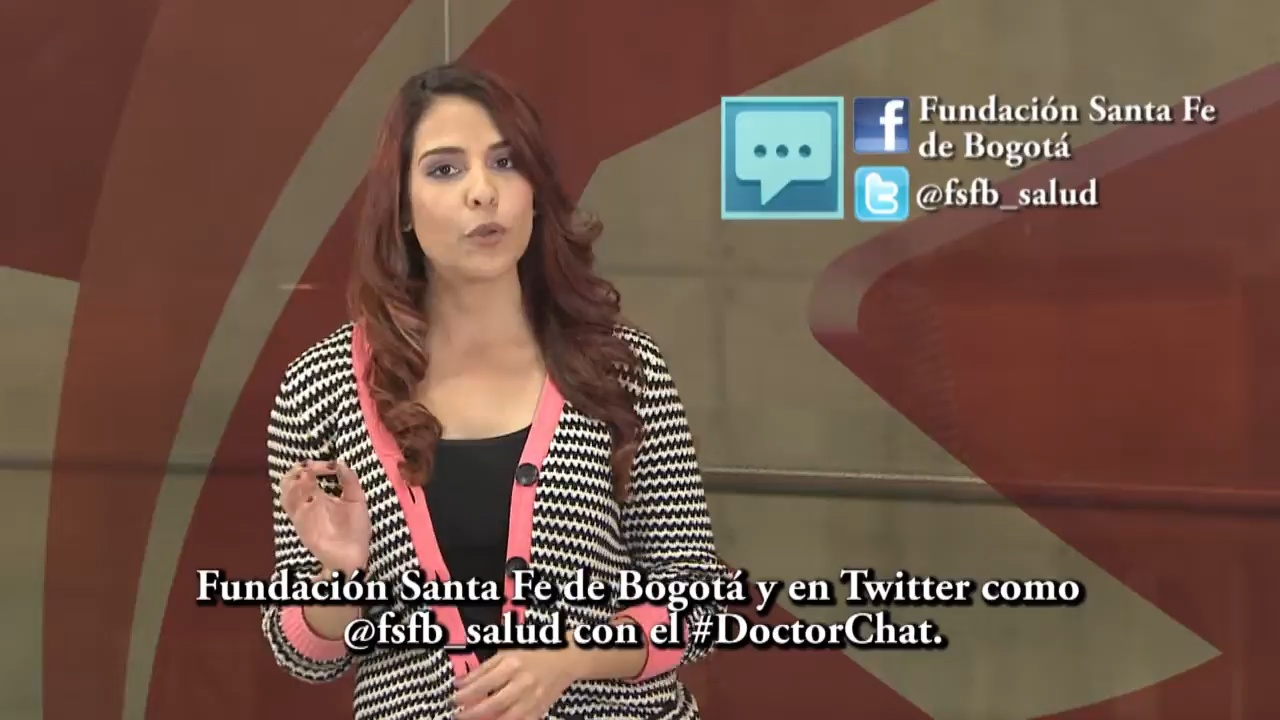 Fundación Santa Fe
de Bogotá
@fsfb_salud
Fundación Santa Fe de Bogotá y en Twitter como
@fsfb_salud con el #DoctorChat.